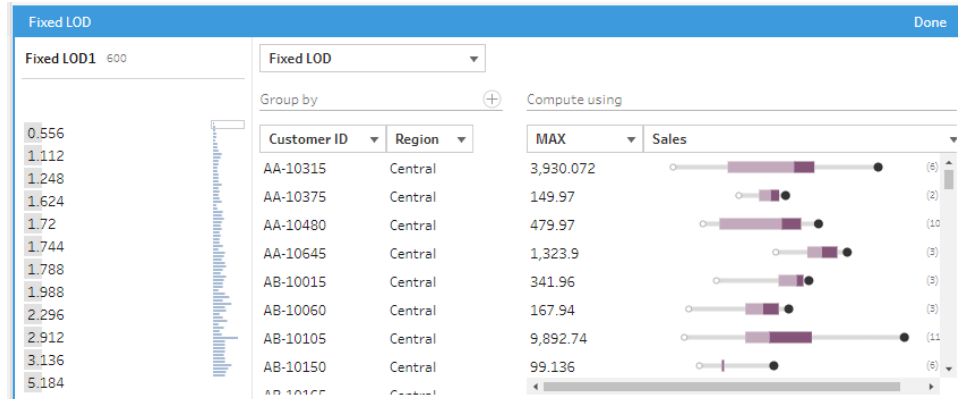 Fixed LOD Done
Fixed LOD1 600 Fixed LOD
Group by Compute using
Customer ID Region MAX Sales
0.556
1.112
1.248
1.624
1.72
1.744
1.788
1.988
2.296
2.912
3.136
5.184
AA-10315 Central 3,930.072 (6)
AA-10375 Central 149.97 (2)
AA-10480 Central 479.97 (10
AA-10645 Central 1,323.9 (3)
AB-10015 Central 341.96 (3)
AB-10060 Central 167.94 (3)
AB-10105 Central 9,892.74 (11
AB-10150 Central 99.136 (6)